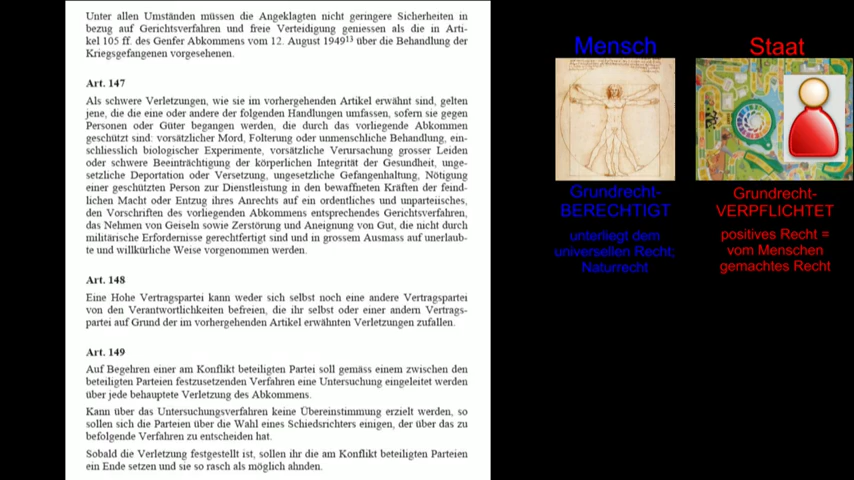 Unter allen Umständen müssen die Angeklagten nicht geringere Sicherheiten in
bezug auf Gerichtsverfahren und freie Verteidigung geniessen als die in Arti-
kel 105 ff. des Genfer Abkommens vom 12. August 1949¹³ über die Behandlung der
Kriegsgefangenen vorgesehenen.
Art. 147
Als schwere Verletzungen, wie sie im vorhergehenden Artikel erwähnt sind, gelten
jene, die die eine oder andere der folgenden Handlungen umfassen, sofern sie gegen
Personen oder Güter begangen werden, die durch das vorliegende Abkommen
geschützt sind: vorsätzlicher Mord, Folterung oder unmenschliche Behandlung, ein-
schliesslich biologischer Experimente, vorsätzliche Verursachung grosser Leiden
oder schwere Beeinträchtigung der körperlichen Integrität der Gesundheit, unge-
setzliche Deportation oder Versetzung, ungesetzliche Gefangenhaltung, Nötigung
einer geschützten Person zur Dienstleistung in den bewaffneten Kräften der feind-
lichen Macht oder Entzug ihres Anrechts auf ein ordentliches und unparteiisches,
den Vorschriften des vorliegenden Abkommens entsprechendes Gerichtsverfahren,
das Nehmen von Geiseln sowie Zerstörung und Aneignung von Gut, die nicht durch
militärische Erfordernisse gerechtfertigt sind und in grossem Ausmass auf unerlaub-
te und willkürliche Weise vorgenommen werden.
Art. 148
Eine Hohe Vertragspartei kann weder sich selbst noch eine andere Vertragspartei
von den Verantwortlichkeiten befreien, die ihr selbst oder einer andern Vertrags-
partei auf Grund der im vorhergehenden Artikel erwähnten Verletzungen zufallen.
Art. 149
Auf Begehren einer am Konflikt beteiligten Partei soll gemäss einem zwischen den
beteiligten Parteien festzusetzenden Verfahren eine Untersuchung eingeleitet werden
über jede behauptete Verletzung des Abkommens.
Kann über das Untersuchungsverfahren keine Übereinstimmung erzielt werden, so
sollen sich die Parteien über die Wahl eines Schiedsrichters einigen, der über das zu
befolgende Verfahren zu entscheiden hat.
Sobald die Verletzung festgestellt ist, sollen ihr die am Konflikt beteiligten Parteien
ein Ende setzen und sie so rasch als möglich ahnden.
Mensch
Grundrecht-
BERECHTIGT
unterliegt dem
universellen Recht;
Naturrecht
Staat
Grundrecht-
VERPFLICHTET
positives Recht =
vom Menschen
gemachtes Recht